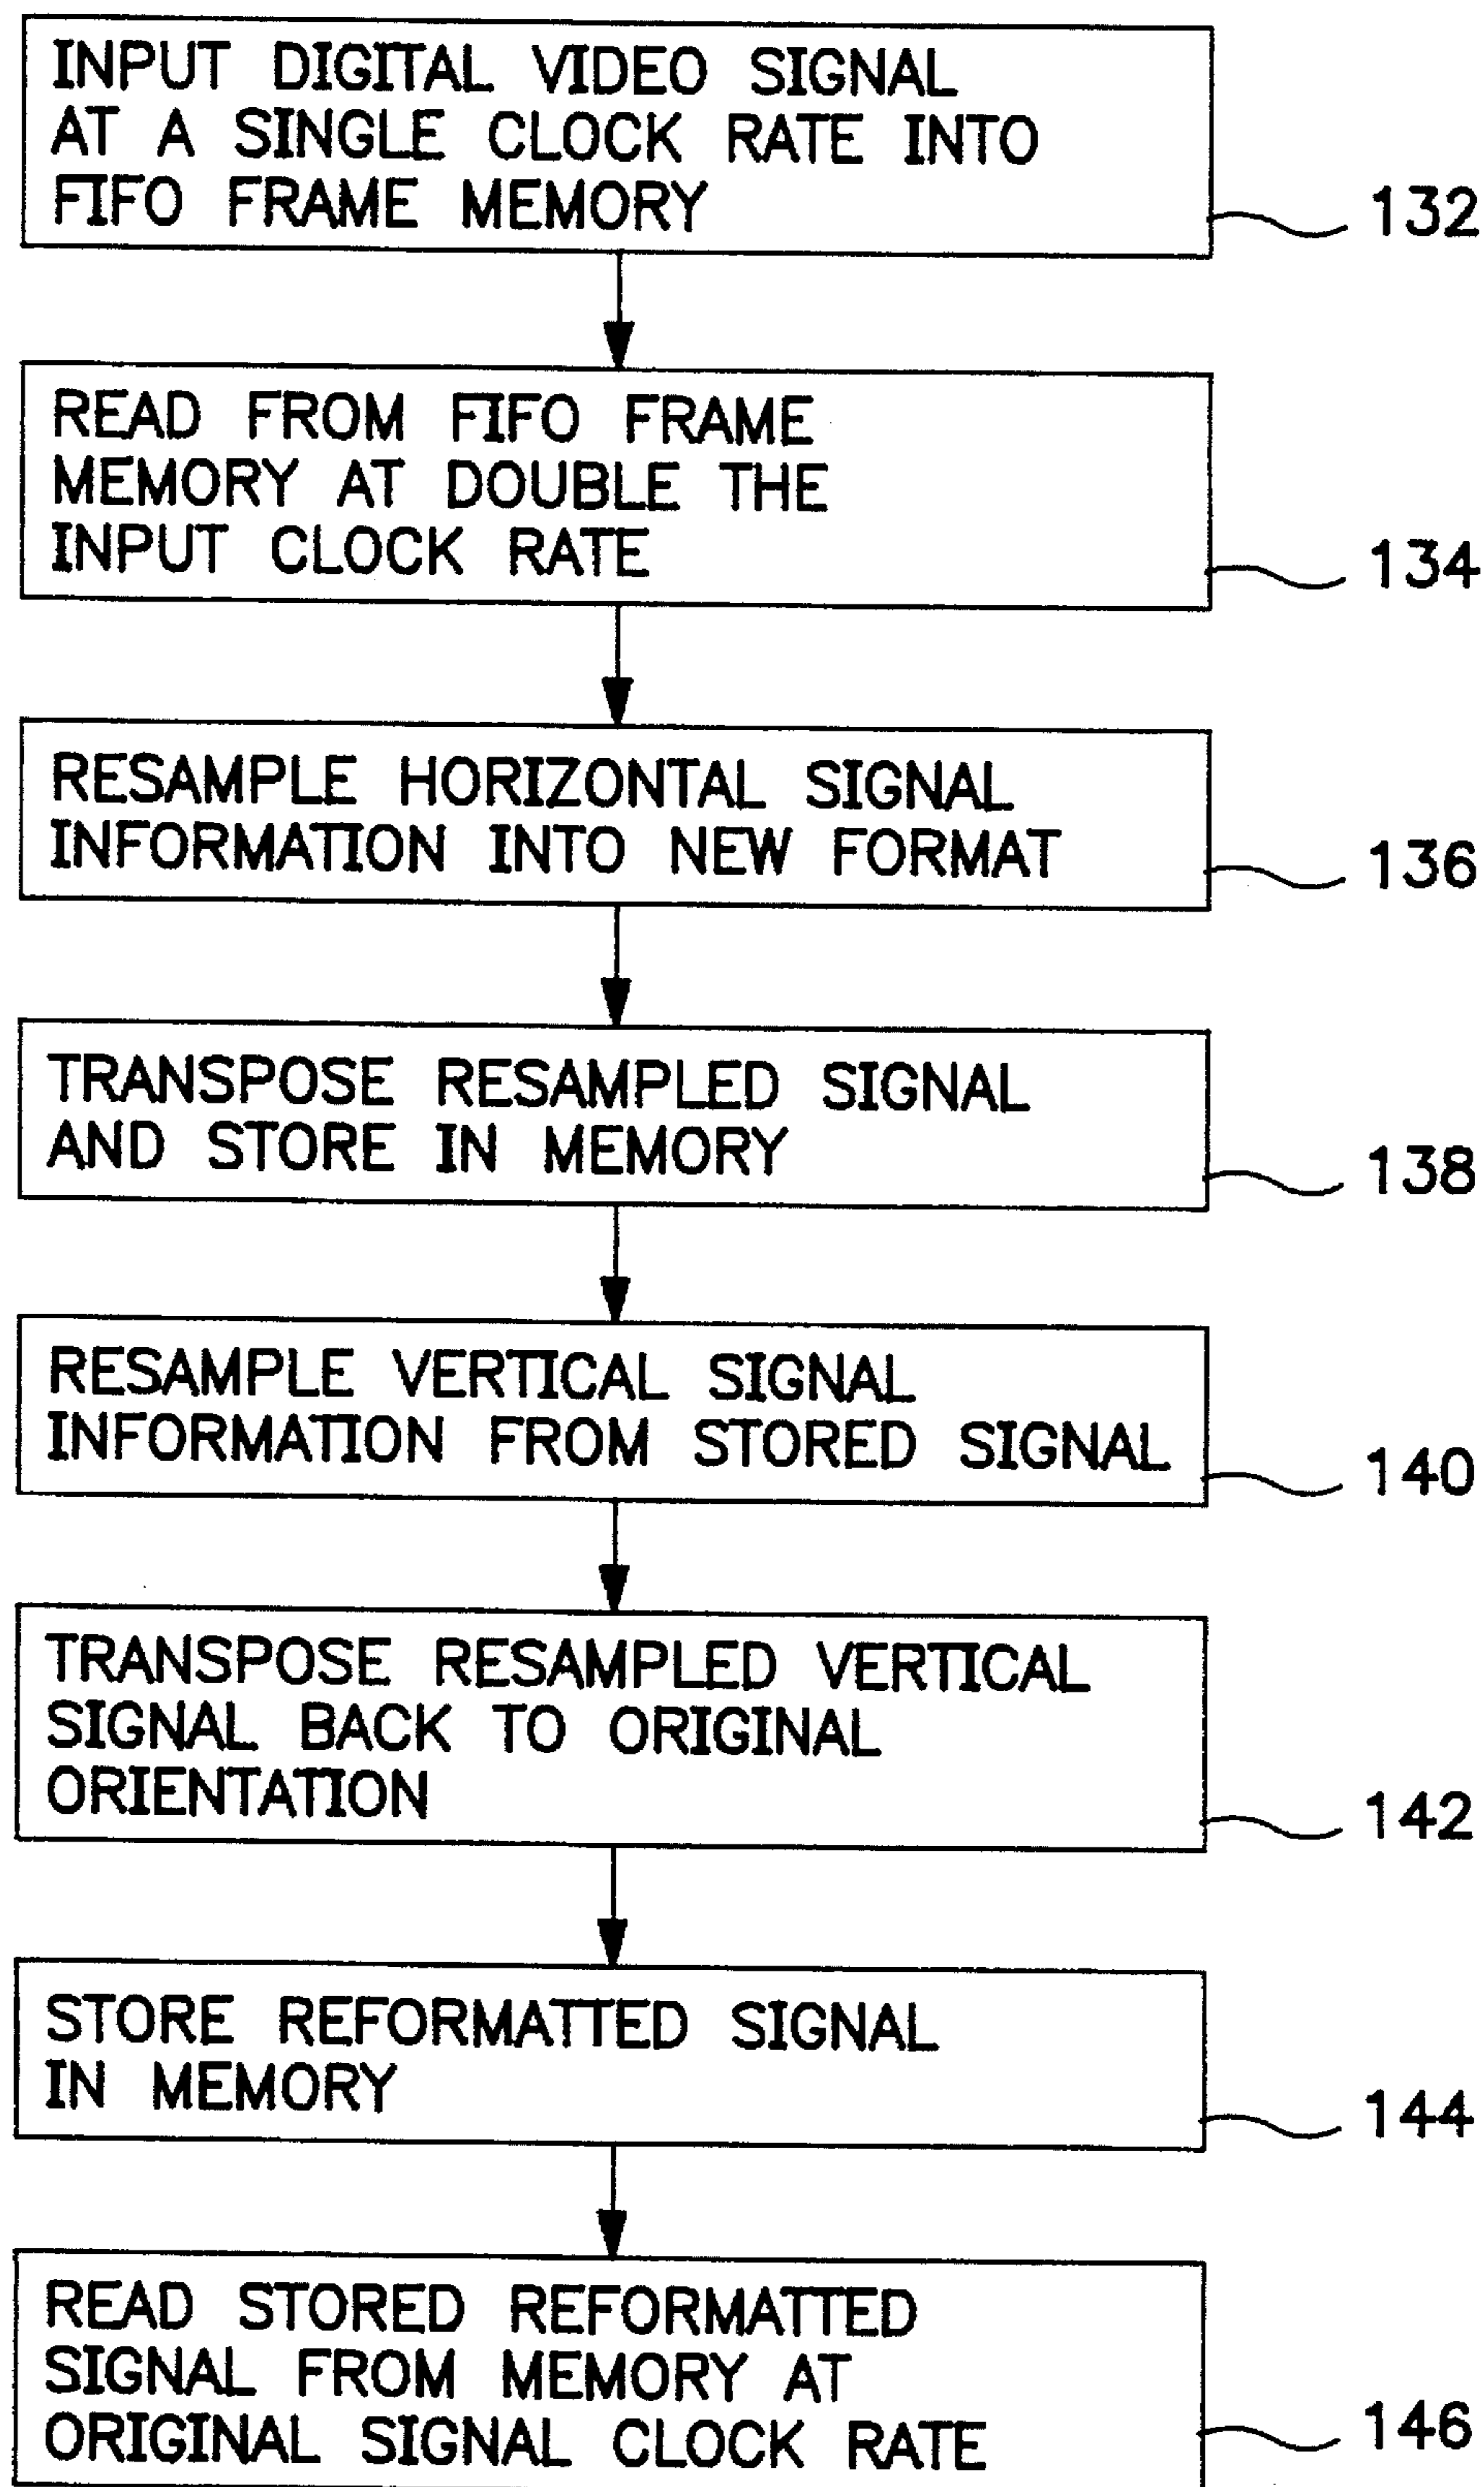 INPUT DIGITAL VIDEO SIGNAL
AT A SINGLE CLOCK RATE INTO
FIFO FRAME MEMORY
132
READ FROM FIFO FRAME
MEMORY AT DOUBLE THE
INPUT CLOCK RATE
134
RESAMPLE HORIZONTAL SIGNAL
INFORMATION INTO NEW FORMAT
136
TRANSPOSE RESAMPLED SIGNAL
AND STORE IN MEMORY
138
RESAMPLE VERTICAL SIGNAL
INFORMATION FROM STORED SIGNAL
140
TRANSPOSE RESAMPLED VERTICAL
SIGNAL BACK TO ORIGINAL
ORIENTATION
142
STORE REFORMATTED SIGNAL
IN MEMORY
144
READ STORED REFORMATTED
SIGNAL FROM MEMORY AT
ORIGINAL SIGNAL CLOCK RATE
146